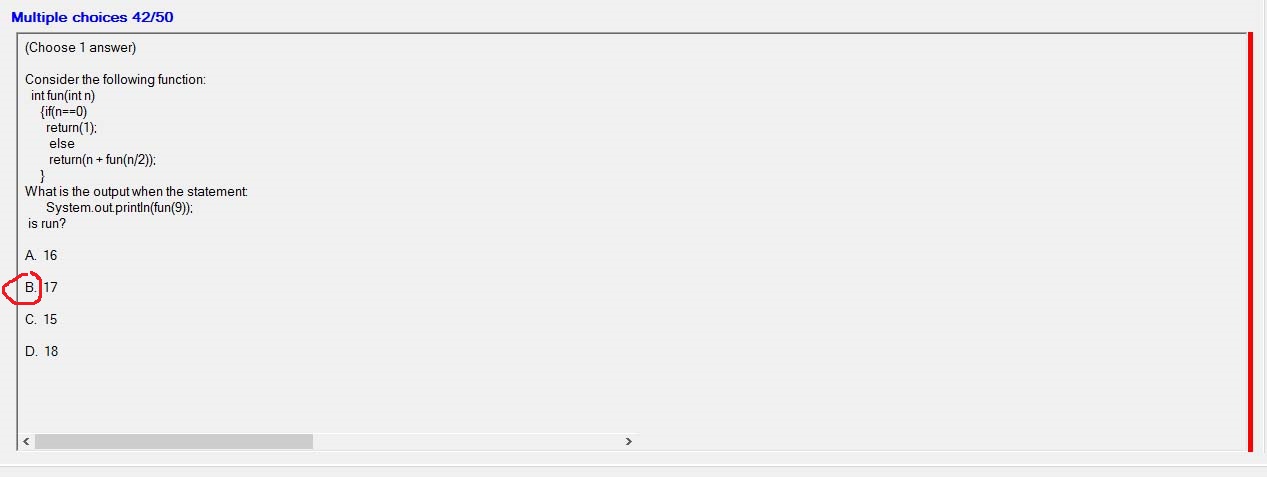 Multiple choices 42/50
(Choose 1 answer)
Consider the following function:
int fun(int n)
{if(n==0)
return(1);
else
return(n + fun(n/2));
}
What is the output when the statement:
System.out.println(fun(9));
is run?
A. 16
B. 17
C. 15
D. 18